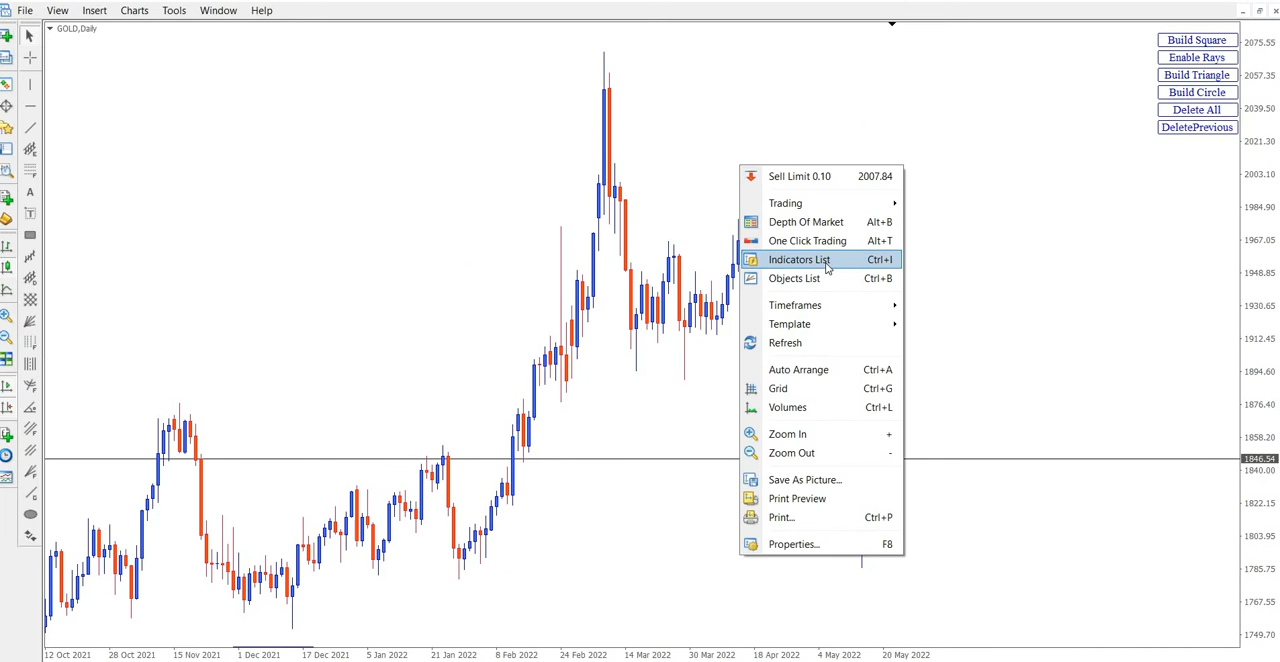 File View Insert Charts Tools Window Help
GOLD,Daily
Build Square
Enable Rays
Build Triangle
Build Circle
Delete All
DeletePrevious
2075.55
2057.35
2039.50
2021.30
2003.10
1984.90
1967.05
1948.85
1930.65
1912.45
1894.60
1876.40
1858.20
1846.54
1840.00
1822.15
1803.95
1785.75
1767.55
1749.70
Sell Limit 0.10 2007.84
Trading
Depth Of Market Alt+B
One Click Trading Alt+T
Indicators List Ctrl+I
Objects List Ctrl+B
Timeframes
Template
Refresh
Auto Arrange Ctrl+A
Grid Ctrl+G
Volumes Ctrl+L
Zoom In +
Zoom Out -
Save As Picture...
Print Preview
Print... Ctrl+P
Properties... F8
12 Oct 2021 28 Oct 2021 15 Nov 2021 1 Dec 2021 17 Dec 2021 5 Jan 2022 21 Jan 2022 8 Feb 2022 24 Feb 2022 14 Mar 2022 30 Mar 2022 18 Apr 2022 4 May 2022 20 May 2022